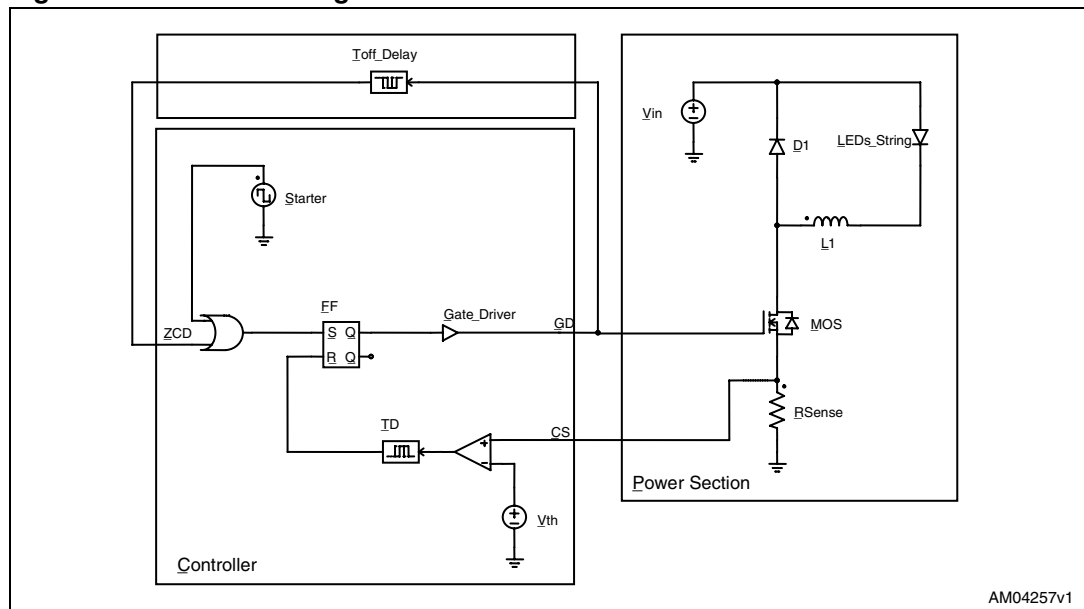 Toff_Delay
Vin
D1
LEDs_String
Starter
L1
FF
Gate_Driver
GD
ZCD
S Q
R Q
MOS
TD
CS
RSense
Vth
Power Section
Controller
AM04257v1